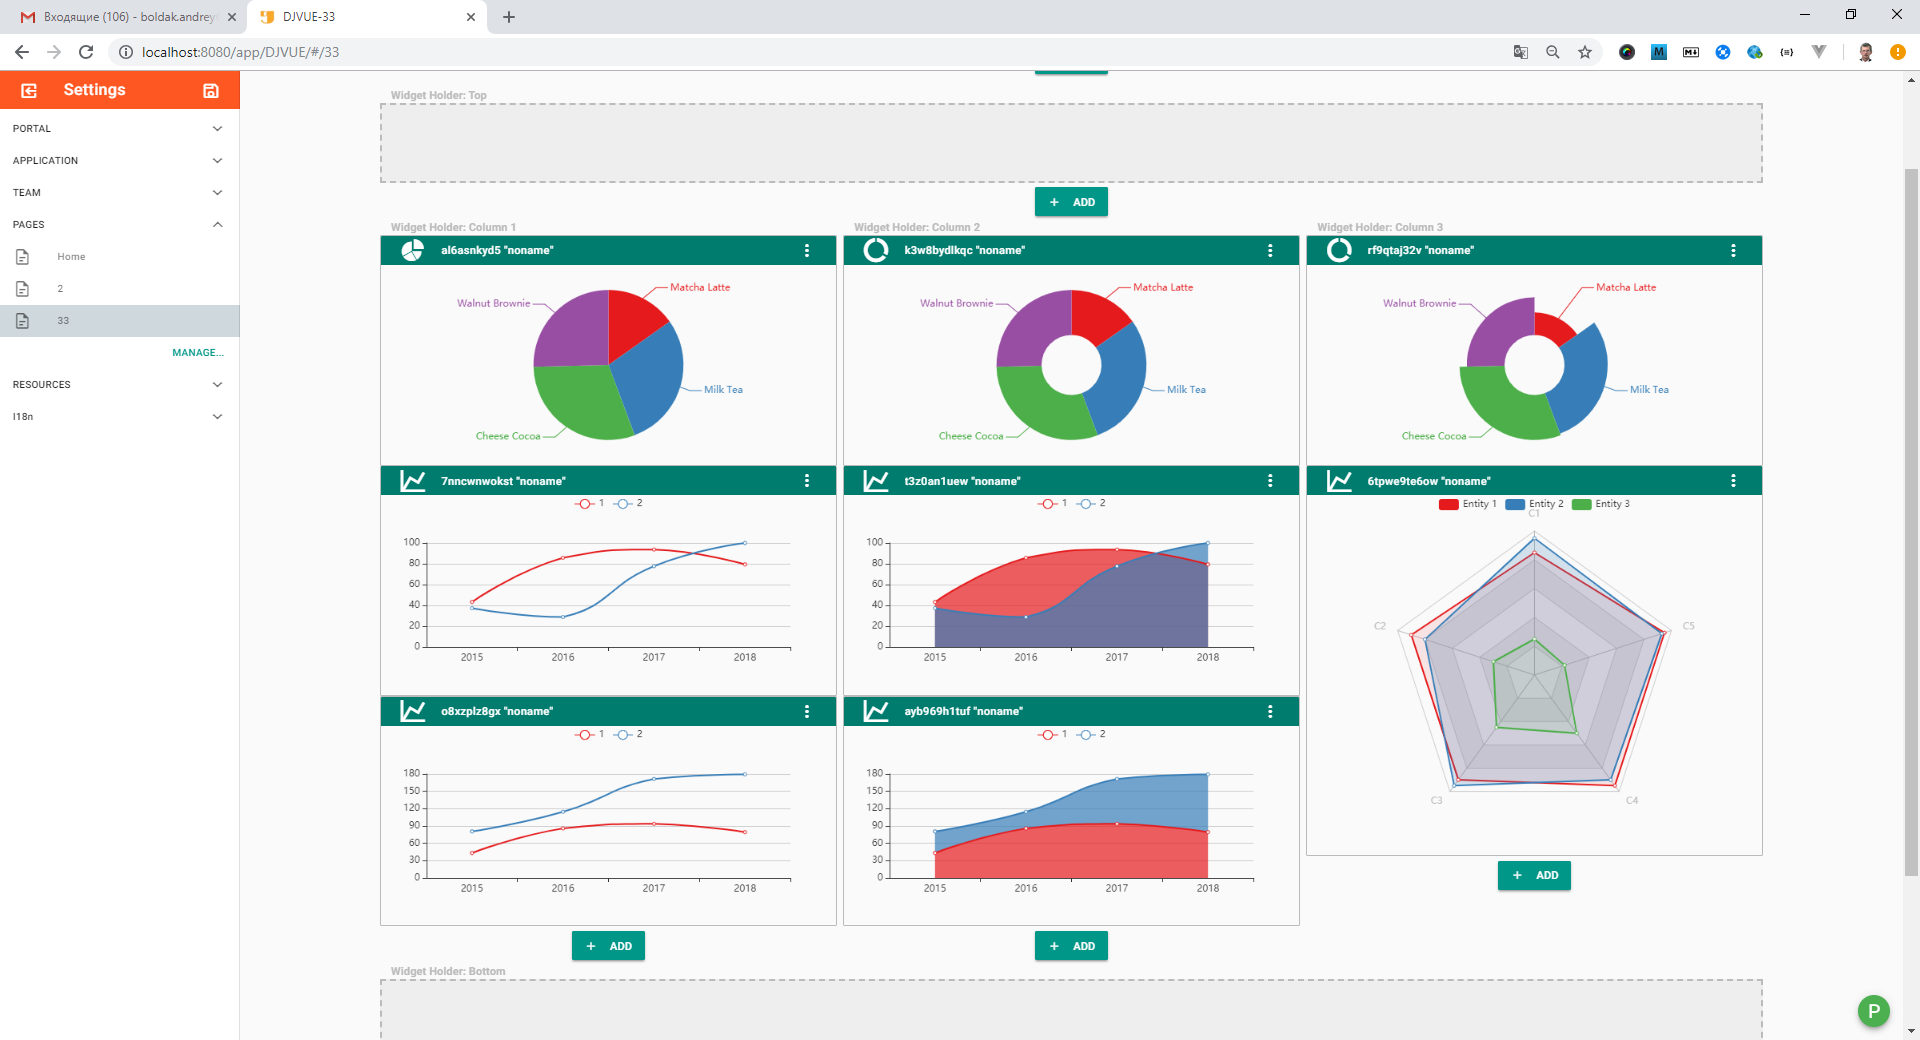 Входящие (106) - boldak.andrey
DJVUE-33
localhost:8080/app/DJVUE/#/33
Settings
PORTAL
APPLICATION
TEAM
PAGES
Home
2
33
MANAGE...
RESOURCES
I18n
Widget Holder: Top
+ ADD
Widget Holder: Column 1
al6asnkyd5 "noname"
Matcha Latte
Walnut Brownie
Milk Tea
Cheese Cocoa
7nncwnwokst "noname"
1 2
100
80
60
40
20
0
2015 2016 2017 2018
o8xzplz8gx "noname"
1 2
180
150
120
90
60
30
0
2015 2016 2017 2018
+ ADD
Widget Holder: Column 2
k3w8bydlkqc "noname"
Matcha Latte
Walnut Brownie
Milk Tea
Cheese Cocoa
t3z0an1uew "noname"
1 2
100
80
60
40
20
0
2015 2016 2017 2018
ayb969h1tuf "noname"
1 2
180
150
120
90
60
30
0
2015 2016 2017 2018
+ ADD
Widget Holder: Column 3
rf9qtaj32v "noname"
Matcha Latte
Walnut Brownie
Milk Tea
Cheese Cocoa
6tpwe9te6ow "noname"
Entity 1 Entity 2 Entity 3
C1
C2
C5
C3
C4
+ ADD
Widget Holder: Bottom
P